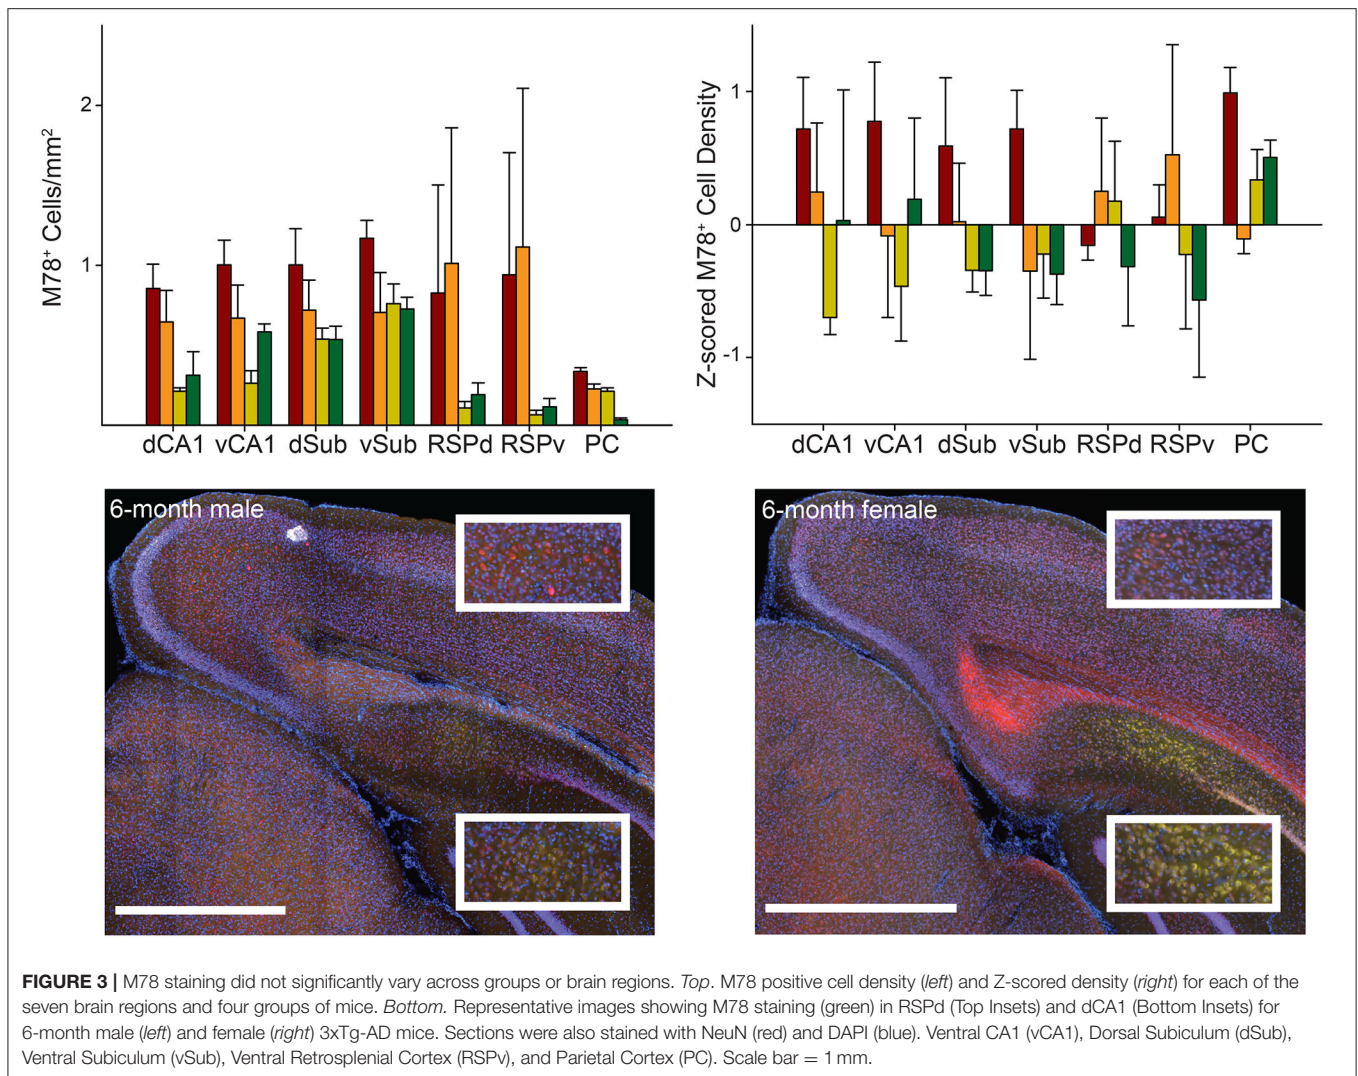 M78⁺ Cells/mm²
2
1
dCA1 vCA1 dSub vSub RSPd RSPv PC
Z-scored M78⁺ Cell Density
1
0
-1
dCA1 vCA1 dSub vSub RSPd RSPv PC
6-month male
6-month female
FIGURE 3 | M78 staining did not significantly vary across groups or brain regions. Top. M78 positive cell density (left) and Z-scored density (right) for each of the
seven brain regions and four groups of mice. Bottom. Representative images showing M78 staining (green) in RSPd (Top Insets) and dCA1 (Bottom Insets) for
6-month male (left) and female (right) 3xTg-AD mice. Sections were also stained with NeuN (red) and DAPI (blue). Ventral CA1 (vCA1), Dorsal Subiculum (dSub),
Ventral Subiculum (vSub), Ventral Retrosplenial Cortex (RSPv), and Parietal Cortex (PC). Scale bar = 1 mm.